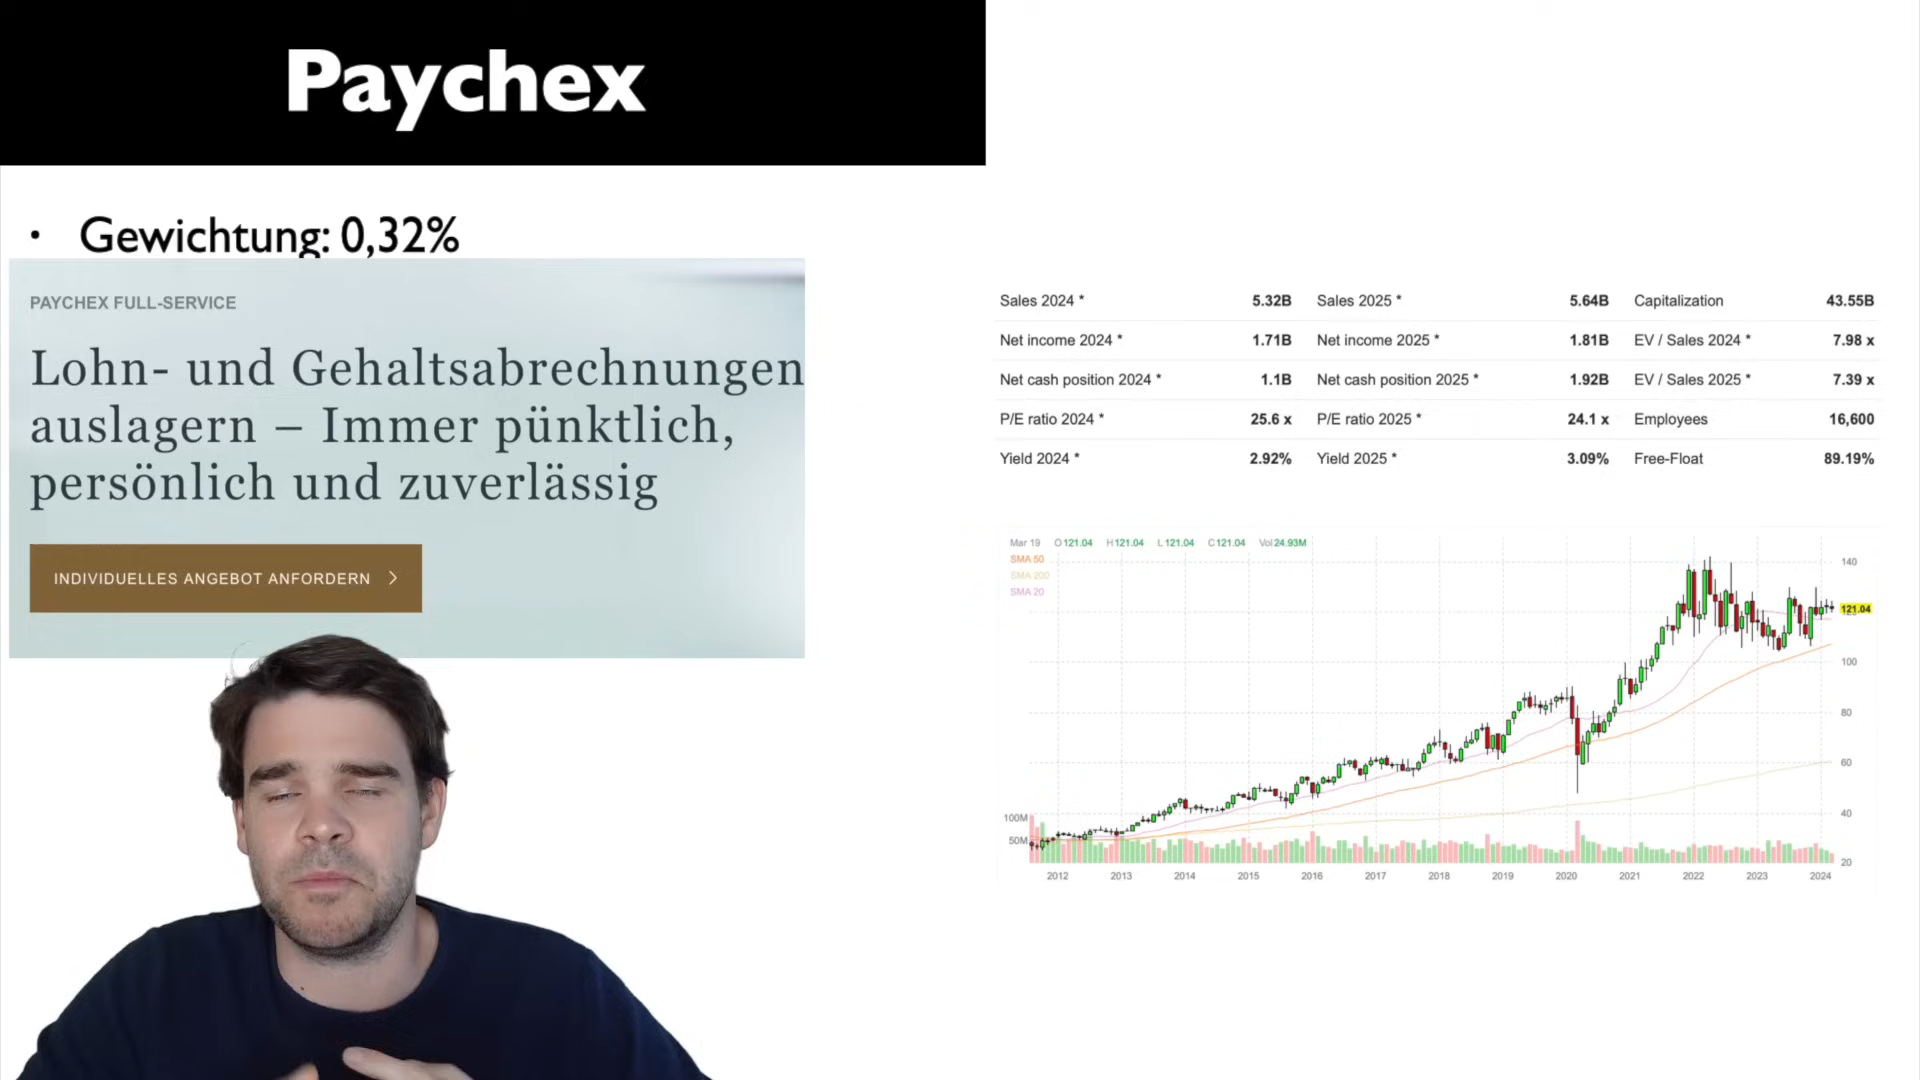 Paychex
• Gewichtung: 0,32%
PAYCHEX FULL-SERVICE
Lohn- und Gehaltsabrechnungen
auslagern – Immer pünktlich,
persönlich und zuverlässig
INDIVIDUELLES ANGEBOT ANFORDERN
Sales 2024 * 5.32B Sales 2025 * 5.64B Capitalization 43.55B
Net income 2024 * 1.71B Net income 2025 * 1.81B EV / Sales 2024 * 7.98 x
Net cash position 2024 * 1.1B Net cash position 2025 * 1.92B EV / Sales 2025 * 7.39 x
P/E ratio 2024 * 25.6 x P/E ratio 2025 * 24.1 x Employees 16,600
Yield 2024 * 2.92% Yield 2025 * 3.09% Free-Float 89.19%
Mar 19 O 121.04 H 121.04 L 121.04 C 121.04 Vol 24.93M
SMA 50
SMA 200
SMA 20
140
121.04
100
80
60
40
20
100M
50M
2012 2013 2014 2015 2016 2017 2018 2019 2020 2021 2022 2023 2024